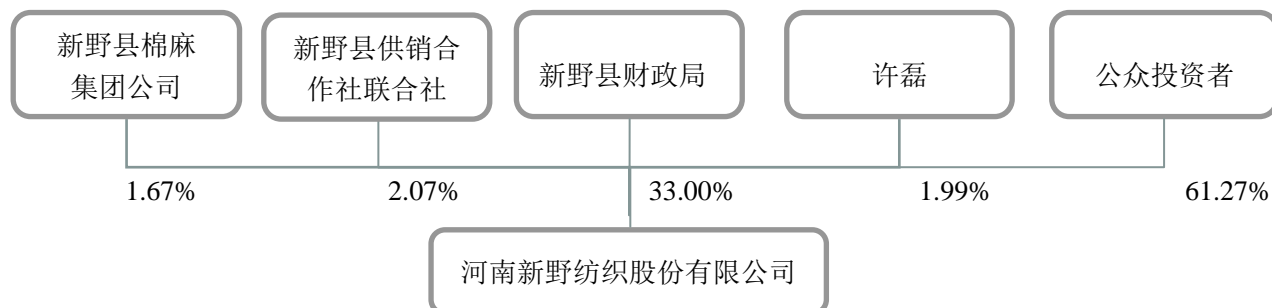 新野县棉麻
集团公司
新野县供销合
作社联合社
新野县财政局
许磊
公众投资者
1.67%
2.07%
33.00%
1.99%
61.27%
河南新野纺织股份有限公司